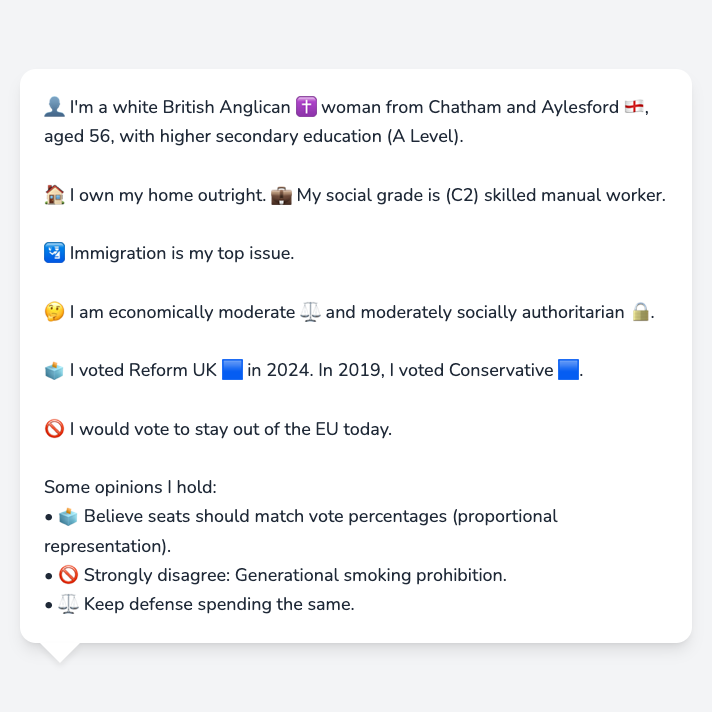 👤 I'm a white British Anglican ✝️ woman from Chatham and Aylesford 🏴󠁧󠁢󠁥󠁮󠁧󠁿,
aged 56, with higher secondary education (A Level).
🏠 I own my home outright. 💼 My social grade is (C2) skilled manual worker.
🛂 Immigration is my top issue.
🤔 I am economically moderate ⚖️ and moderately socially authoritarian 🔒.
🗳️ I voted Reform UK 🟦 in 2024. In 2019, I voted Conservative 🟦.
🚫 I would vote to stay out of the EU today.
Some opinions I hold:
• 🗳️ Believe seats should match vote percentages (proportional
representation).
• 🚫 Strongly disagree: Generational smoking prohibition.
• ⚖️ Keep defense spending the same.